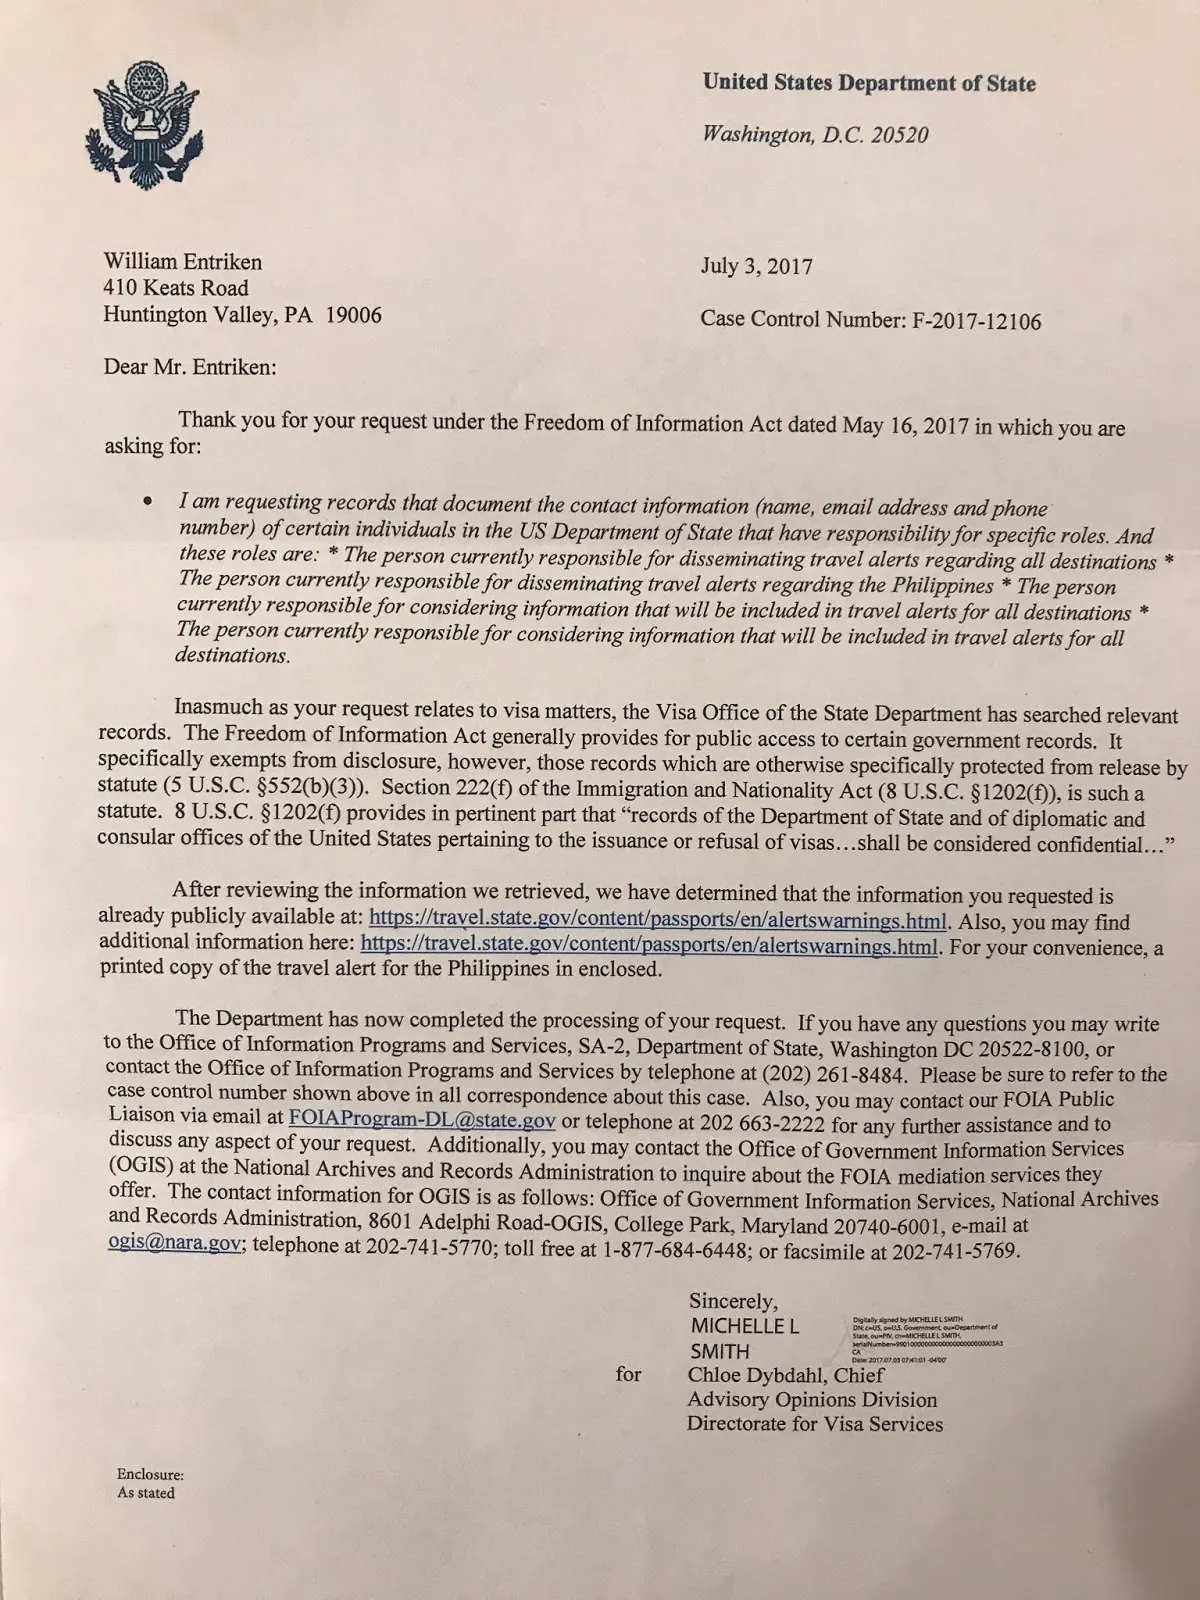 United States Department of State
Washington, D.C. 20520
William Entriken
410 Keats Road
Huntington Valley, PA 19006
July 3, 2017
Case Control Number: F-2017-12106
Dear Mr. Entriken:
Thank you for your request under the Freedom of Information Act dated May 16, 2017 in which you are
asking for:
• I am requesting records that document the contact information (name, email address and phone
number) of certain individuals in the US Department of State that have responsibility for specific roles. And
these roles are: * The person currently responsible for disseminating travel alerts regarding all destinations *
The person currently responsible for disseminating travel alerts regarding the Philippines * The person
currently responsible for considering information that will be included in travel alerts for all destinations *
The person currently responsible for considering information that will be included in travel alerts for all
destinations.
Inasmuch as your request relates to visa matters, the Visa Office of the State Department has searched relevant
records. The Freedom of Information Act generally provides for public access to certain government records. It
specifically exempts from disclosure, however, those records which are otherwise specifically protected from release by
statute (5 U.S.C. §552(b)(3)). Section 222(f) of the Immigration and Nationality Act (8 U.S.C. §1202(f)), is such a
statute. 8 U.S.C. §1202(f) provides in pertinent part that “records of the Department of State and of diplomatic and
consular offices of the United States pertaining to the issuance or refusal of visas…shall be considered confidential…”
After reviewing the information we retrieved, we have determined that the information you requested is
already publicly available at: https://travel.state.gov/content/passports/en/alertswarnings.html. Also, you may find
additional information here: https://travel.state.gov/content/passports/en/alertswarnings.html. For your convenience, a
printed copy of the travel alert for the Philippines in enclosed.
The Department has now completed the processing of your request. If you have any questions you may write
to the Office of Information Programs and Services, SA-2, Department of State, Washington DC 20522-8100, or
contact the Office of Information Programs and Services by telephone at (202) 261-8484. Please be sure to refer to the
case control number shown above in all correspondence about this case. Also, you may contact our FOIA Public
Liaison via email at FOIAProgram-DL@state.gov or telephone at 202 663-2222 for any further assistance and to
discuss any aspect of your request. Additionally, you may contact the Office of Government Information Services
(OGIS) at the National Archives and Records Administration to inquire about the FOIA mediation services they
offer. The contact information for OGIS is as follows: Office of Government Information Services, National Archives
and Records Administration, 8601 Adelphi Road-OGIS, College Park, Maryland 20740-6001, e-mail at
ogis@nara.gov; telephone at 202-741-5770; toll free at 1-877-684-6448; or facsimile at 202-741-5769.
Sincerely,
MICHELLE L
SMITH
Digitally signed by MICHELLE L SMITH
DN: c=US, o=U.S. Government, ou=Department of
State, ou=PIV, cn=MICHELLE L SMITH,
CA
Date: 2017.07.03 07:41:01 -04'00'
for Chloe Dybdahl, Chief
Advisory Opinions Division
Directorate for Visa Services
Enclosure:
As stated